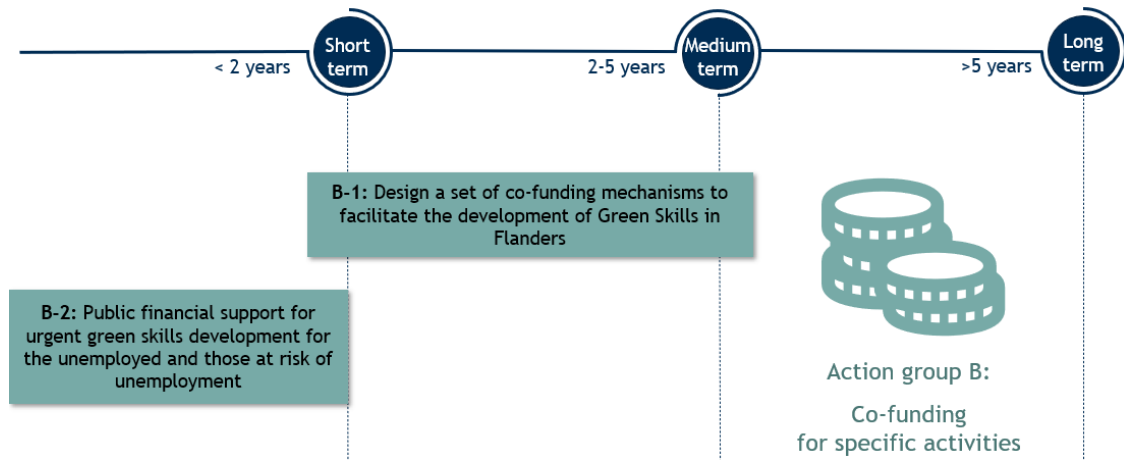 Short
term
Medium
term
Long
term
< 2 years
2-5 years
>5 years
B-1: Design a set of co-funding mechanisms to
facilitate the development of Green Skills in
Flanders
B-2: Public financial support for
urgent green skills development for
the unemployed and those at risk of
unemployment
Action group B:
Co-funding
for specific activities